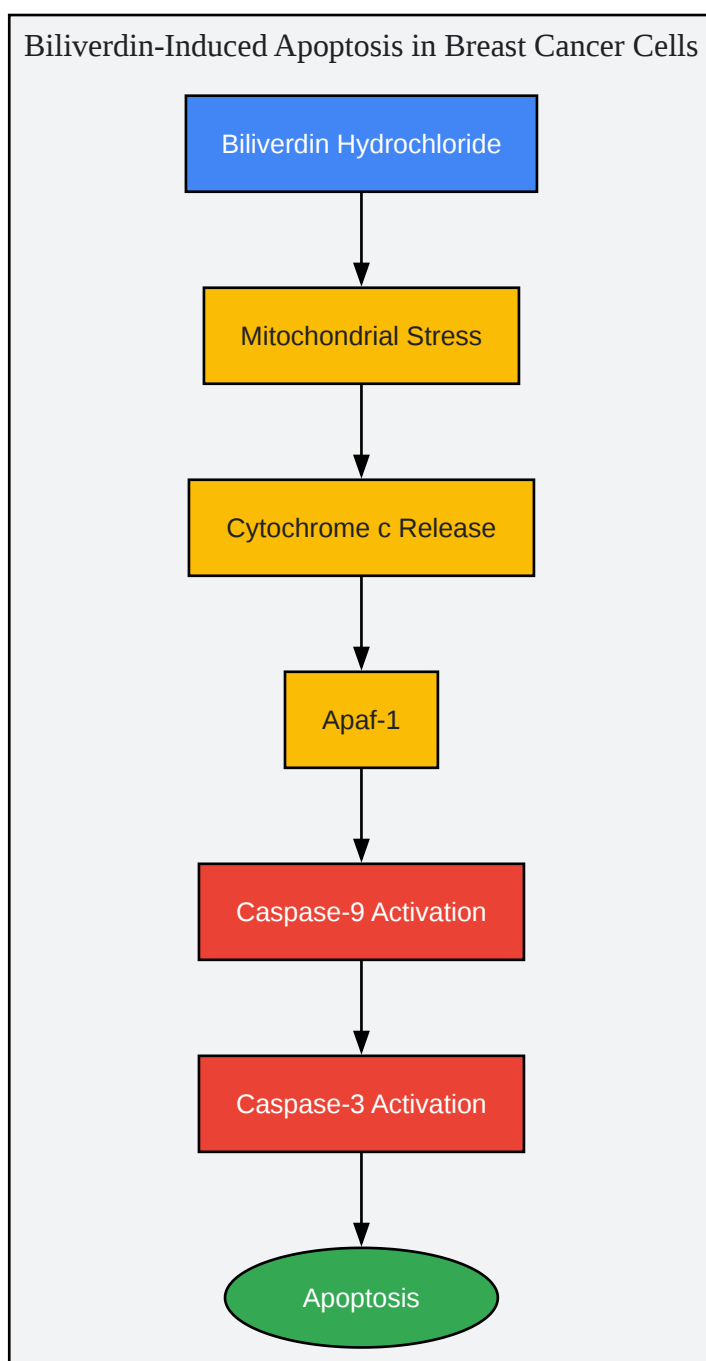 Biliverdin-Induced Apoptosis in Breast Cancer Cells
Biliverdin Hydrochloride
Mitochondrial Stress
Cytochrome c Release
Apaf-1
Caspase-9 Activation
Caspase-3 Activation
Apoptosis